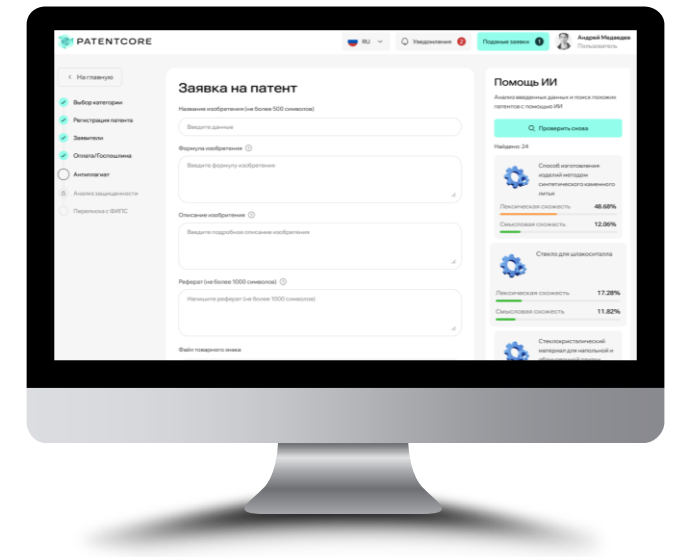 PATENTCORE
RU
Уведомления 2
Поданые заявки 1
Андрей Медведев
Пользователь
На главную
Выбор категории
Регистрация патента
Заявители
Оплата/Госпошлина
Антиплагиат
Анализ защищенности
Переписка с ФИПС
Заявка на патент
Названия изобретения (не более 500 символов)
Введите данные
Формула изобретения
Введите формулу изобретения
Описание изобритения
Введите подробное описание изобретения
Реферат (не более 1000 символов)
Напишите реферат (не более 1000 символов)
Файл товарного знака
Помощь ИИ
Анализ введенных данных и поиск похожих
патентов с помощью ИИ
Проверить снова
Найдено: 24
Способ изготовления
изделий методом
синтетического каменного
литья
Лексическая схожесть 48.68%
Смысловая схожесть 12.06%
Стекло для шлакоситалла
Лексическая схожесть 17.28%
Смысловая схожесть 11.82%
Стеклокристалический
материал для напольной и